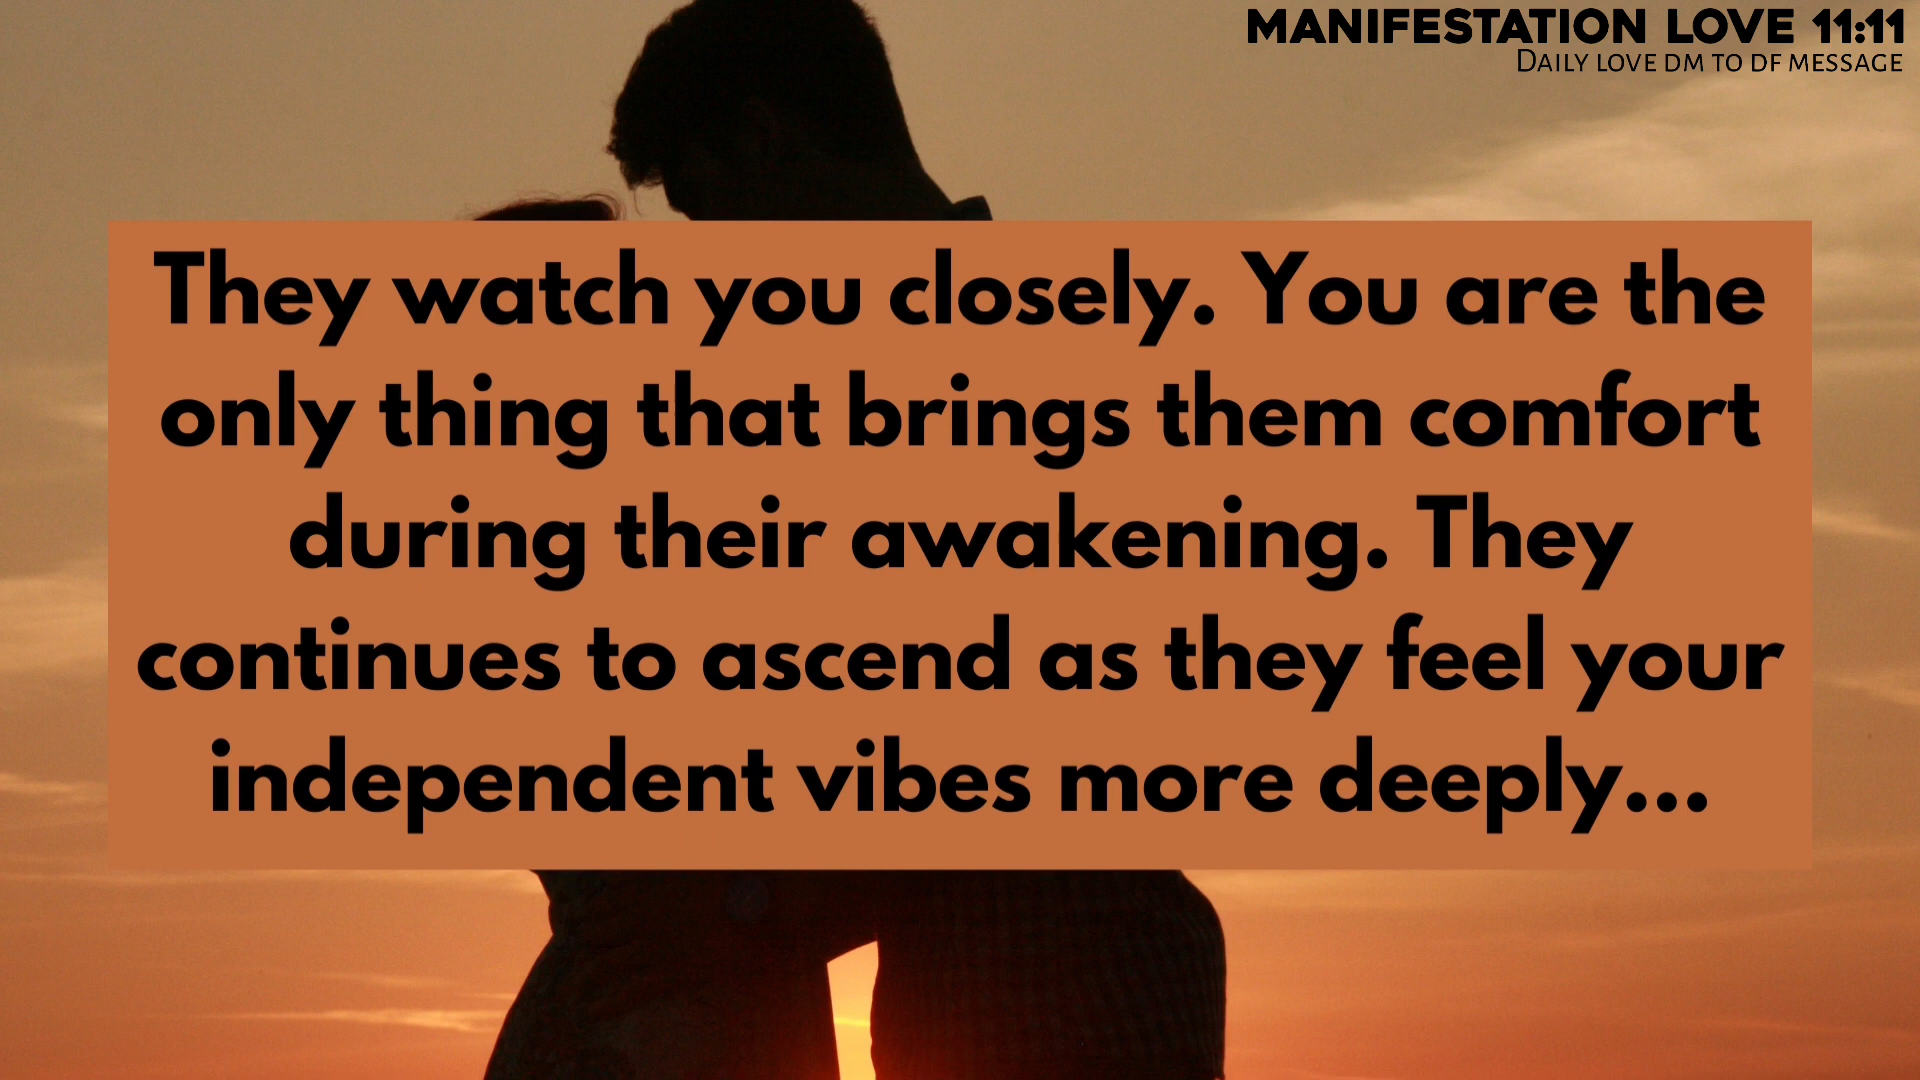 MANIFESTATION LOVE 11:11
DAILY LOVE DM TO DF MESSAGE
They watch you closely. You are the
only thing that brings them comfort
during their awakening. They
continues to ascend as they feel your
independent vibes more deeply...